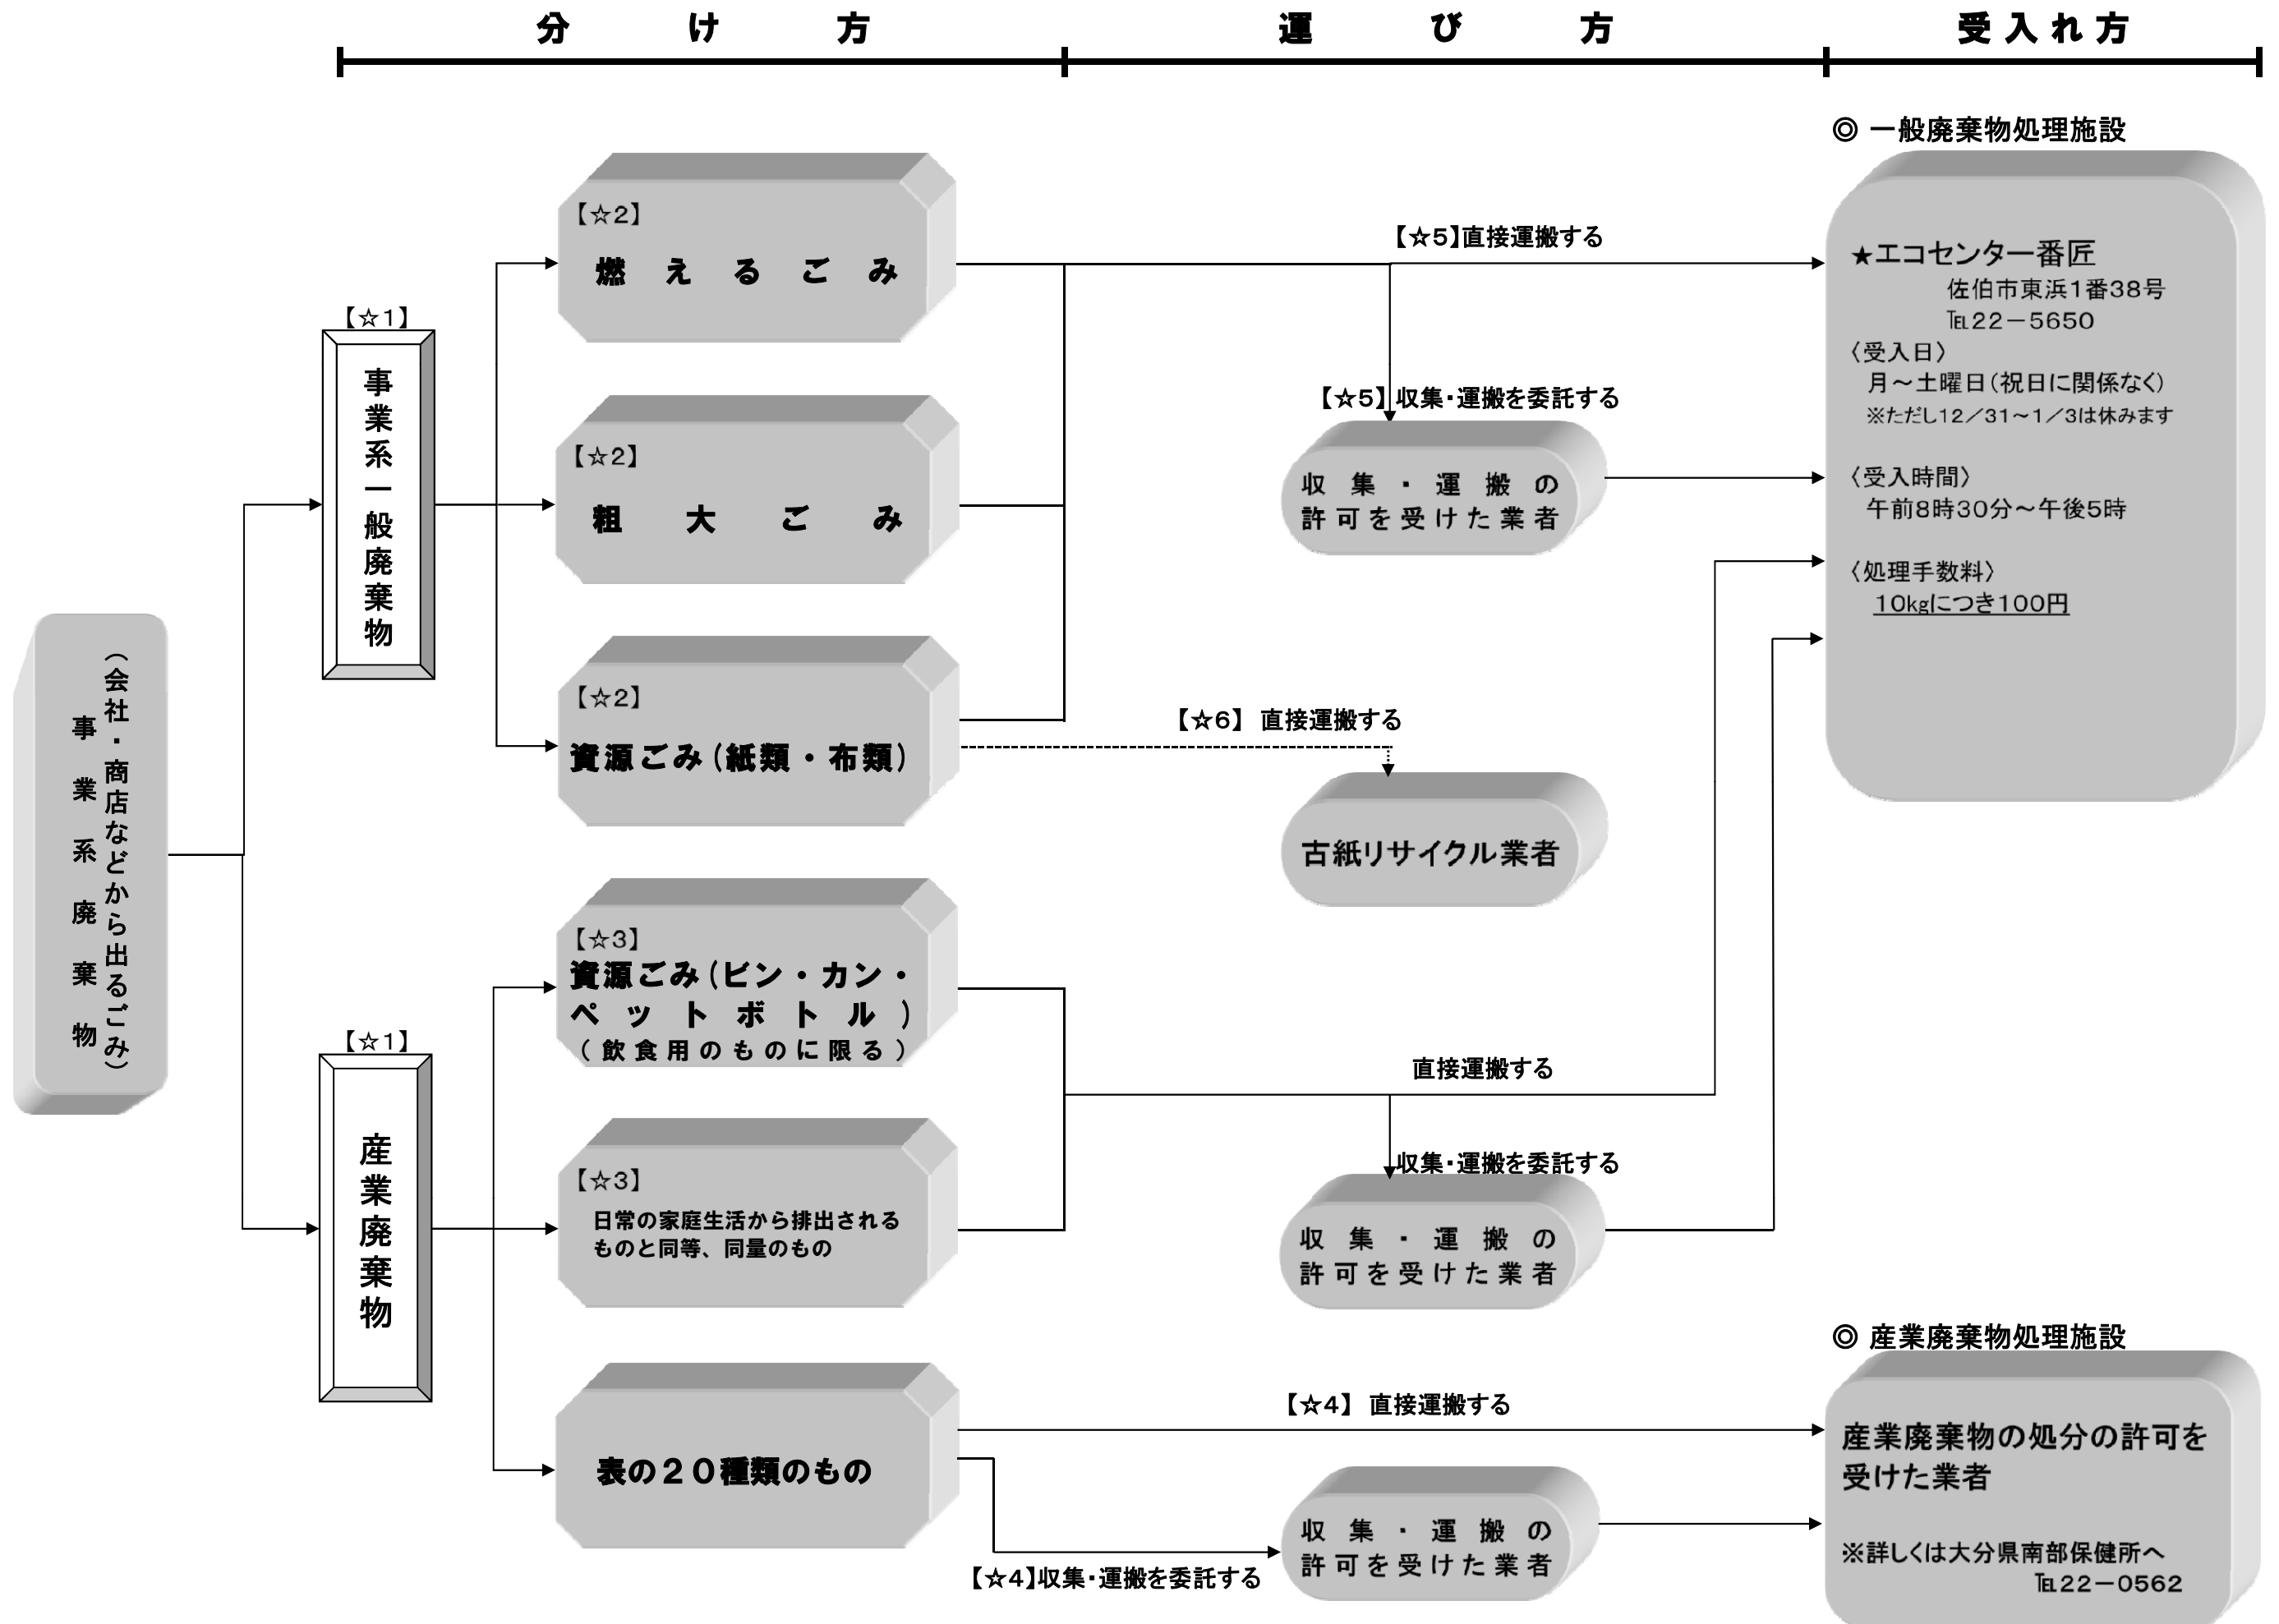 分け方
運び方
受入れ方
(会社・商店などから出るごみ)
事業系廃棄物
【☆1】
事業系一般廃棄物
【☆1】
産業廃棄物
【☆2】
燃えるごみ
【☆2】
粗大ごみ
【☆2】
資源ごみ(紙類・布類)
【☆3】
資源ごみ(ビン・カン・
ペットボトル)
(飲食用のものに限る)
【☆3】
日常の家庭生活から排出される
ものと同等、同量のもの
表の20種類のもの
【☆5】直接運搬する
【☆5】収集・運搬を委託する
収集・運搬の
許可を受けた業者
【☆6】 直接運搬する
古紙リサイクル業者
直接運搬する
収集・運搬を委託する
収集・運搬の
許可を受けた業者
【☆4】 直接運搬する
【☆4】収集・運搬を委託する
収集・運搬の
許可を受けた業者
◎ 一般廃棄物処理施設
★エコセンター番匠
佐伯市東浜1番38号
℡22-5650
〈受入日〉
月~土曜日(祝日に関係なく)
※ただし12/31~1/3は休みます
〈受入時間〉
午前8時30分~午後5時
〈処理手数料〉
10kgにつき100円
◎ 産業廃棄物処理施設
産業廃棄物の処分の許可を
受けた業者
※詳しくは大分県南部保健所へ
℡22-0562